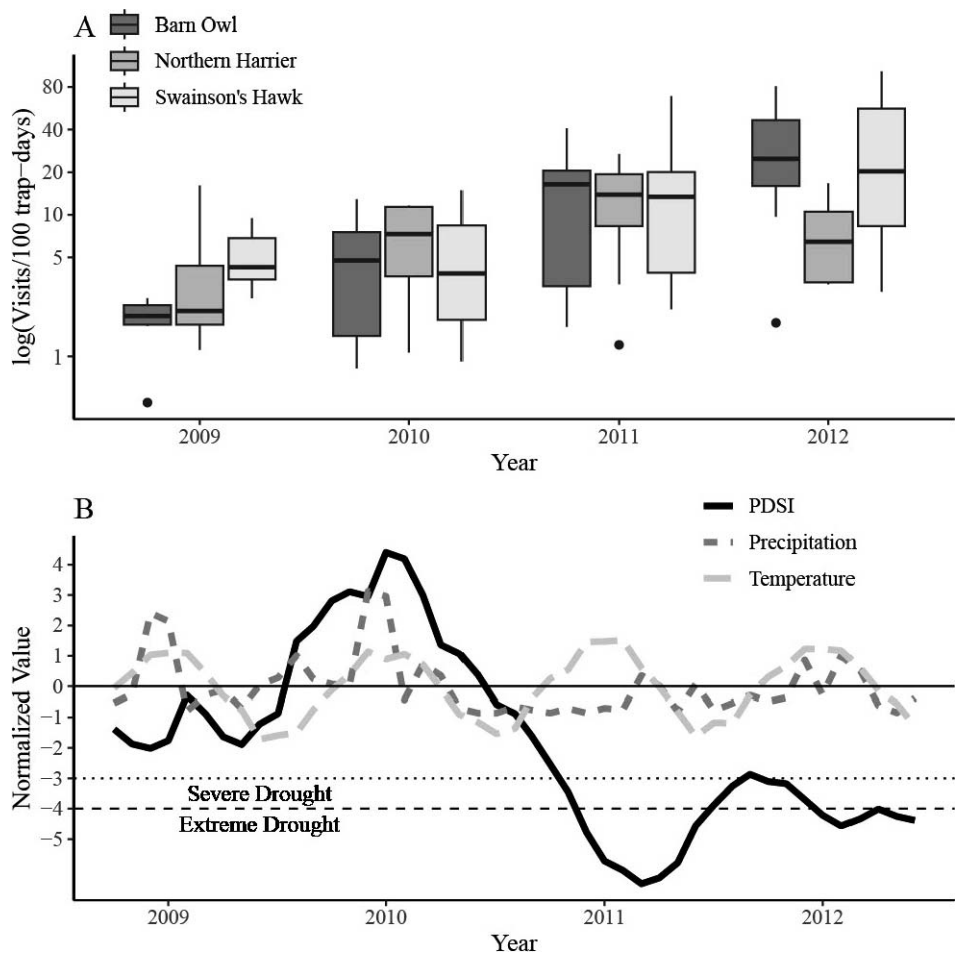 A
Barn Owl
Northern Harrier
Swainson's Hawk
log(Visits/100 trap−days)
80
40
20
10
5
1
2009 2010 2011 2012
Year
B
PDSI
Precipitation
Temperature
Normalized Value
4
3
2
1
0
−1
−2
−3
−4
−5
Severe Drought
Extreme Drought
2009 2010 2011 2012
Year